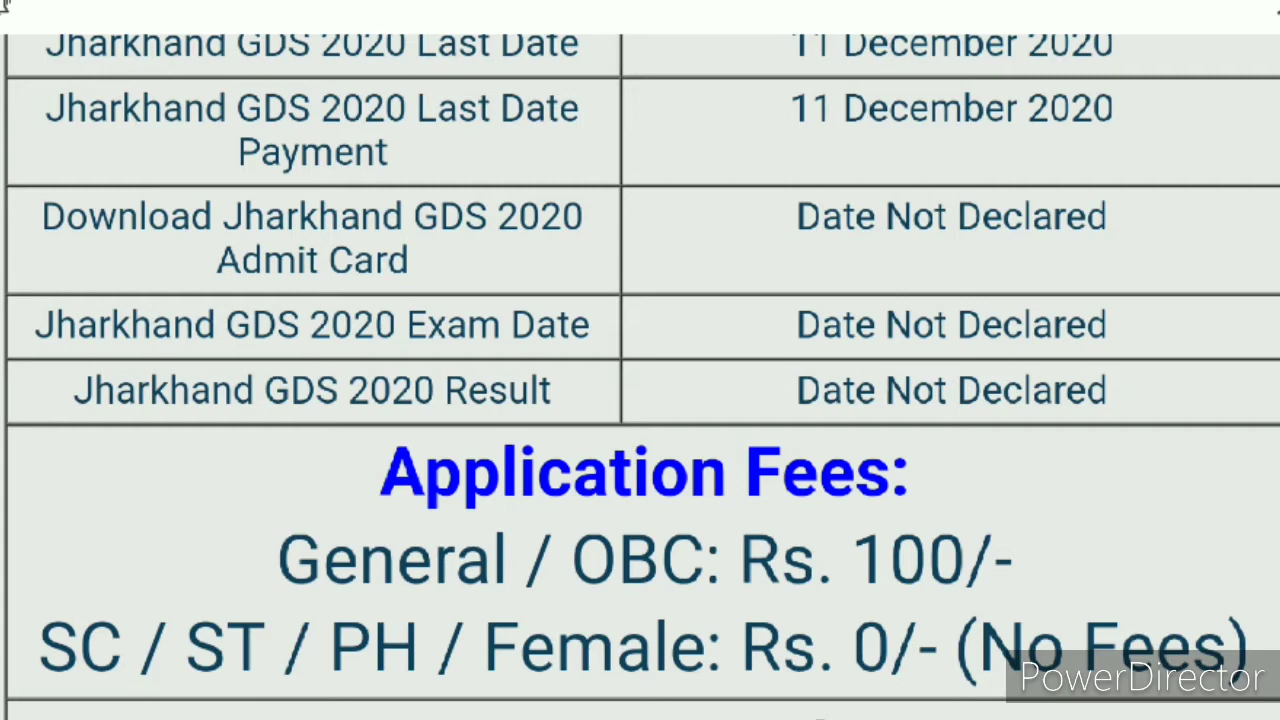 Jharkhand GDS 2020 Last Date 11 December 2020
Jharkhand GDS 2020 Last Date 11 December 2020
Payment
Download Jharkhand GDS 2020 Date Not Declared
Admit Card
Jharkhand GDS 2020 Exam Date Date Not Declared
Jharkhand GDS 2020 Result Date Not Declared
Application Fees:
General / OBC: Rs. 100/-
SC / ST / PH / Female: Rs. 0/- (No Fees)
PowerDirector